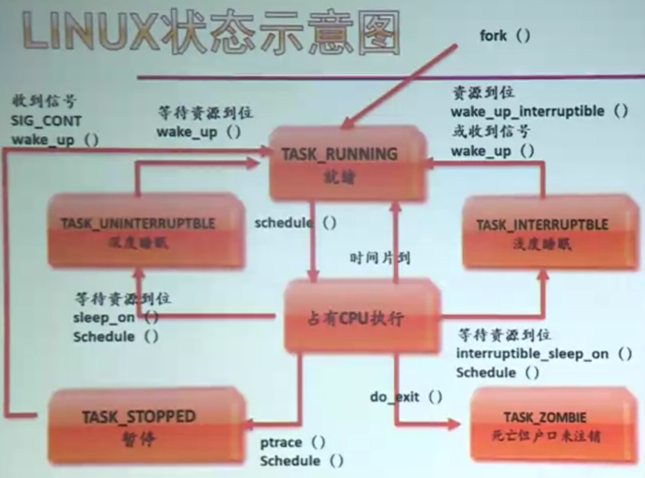 LINUX状态示意图
fork ()
收到信号
SIG_CONT
wake_up ()
等待资源到位
wake_up ()
资源到位
wake_up_interruptible ()
或收到信号
wake_up ()
TASK_RUNNING
就绪
TASK_UNINTERRUPTBLE
深度睡眠
schedule ()
时间片到
TASK_INTERRUPTBLE
浅度睡眠
等待资源到位
sleep_on ()
Schedule ()
占有CPU执行
等待资源到位
interruptible_sleep_on ()
Schedule ()
TASK_STOPPED
暂停
ptrace ()
Schedule ()
do_exit ()
TASK_ZOMBIE
死亡但户口未注销